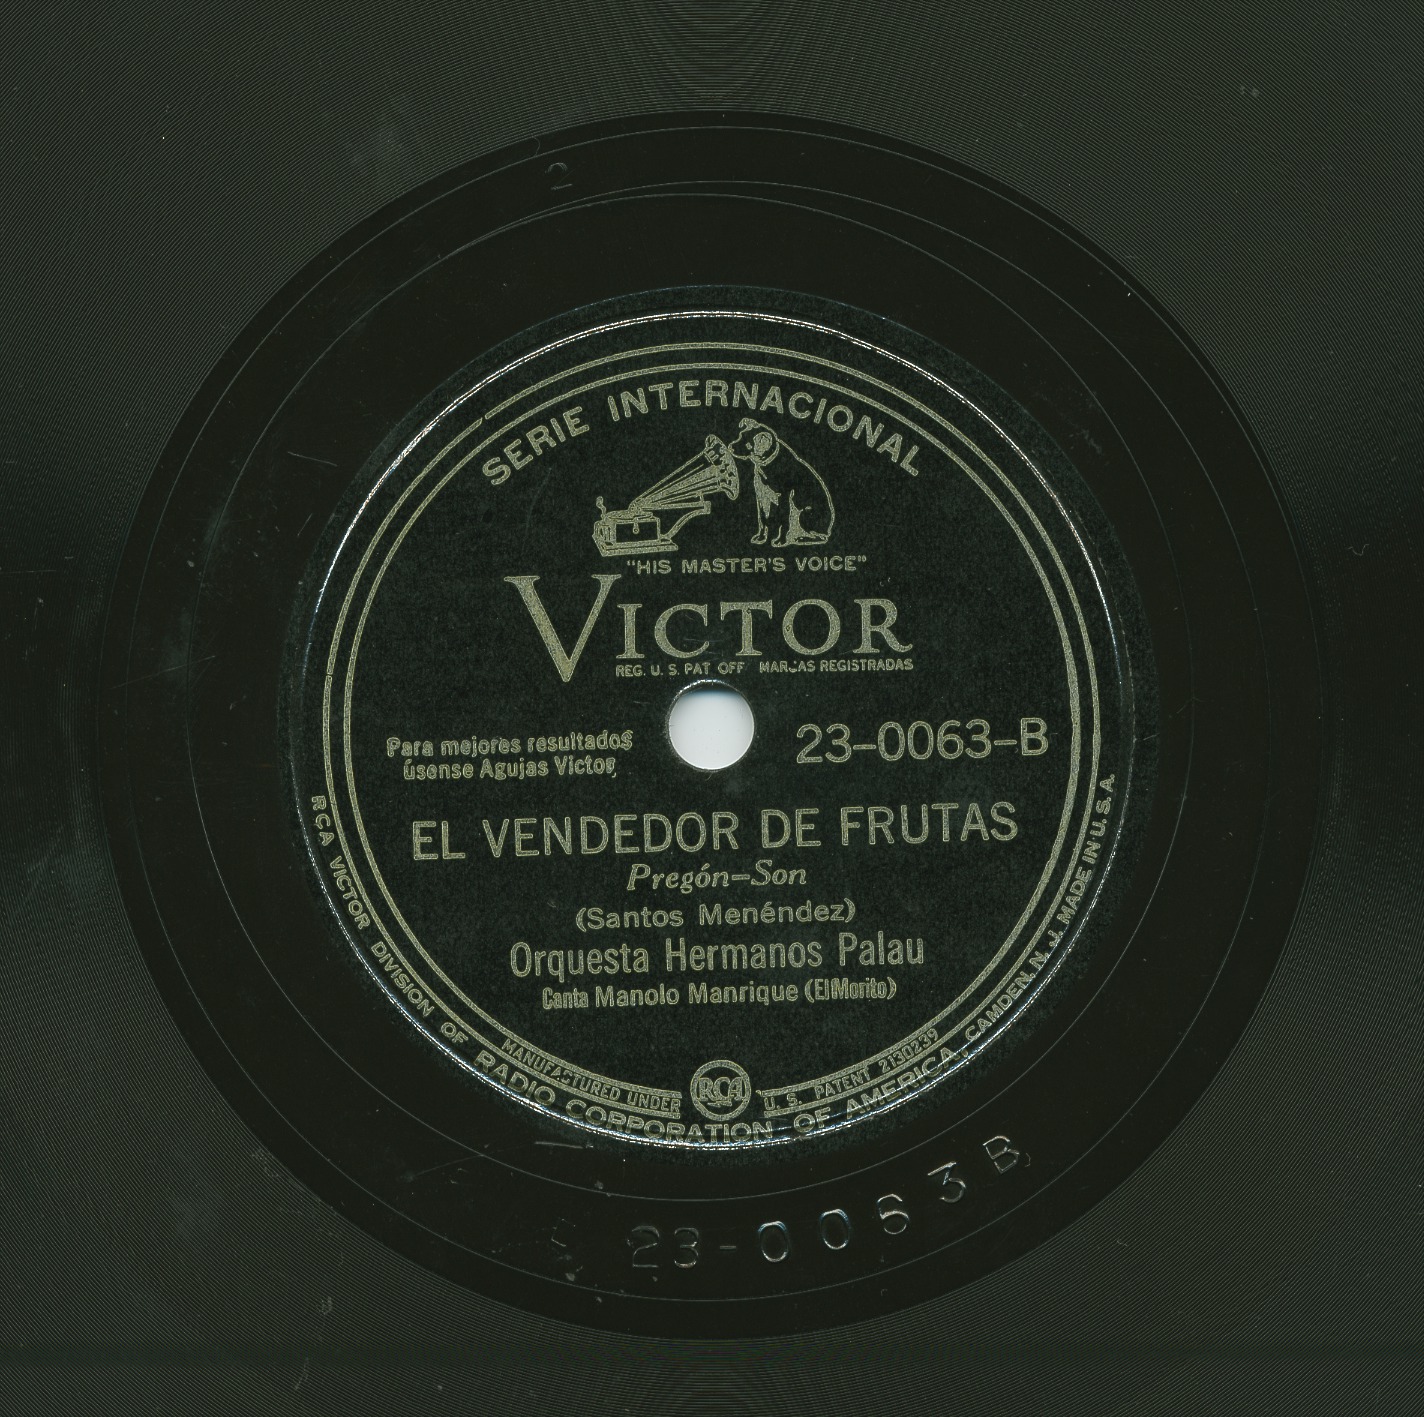 2
SERIE INTERNACIONAL
"HIS MASTER'S VOICE"
VICTOR
REG. U. S. PAT OFF MARCAS REGISTRADAS
Para mejores resultados
úsense Agujas Victor
23-0063-B
EL VENDEDOR DE FRUTAS
Pregón-Son
(Santos Menéndez)
Orquesta Hermanos Palau
Canta Manolo Manrique (El Morito)
MANUFACTURED UNDER
RCA
U. S. PATENT 2130239
RCA VICTOR DIVISION OF RADIO CORPORATION OF AMERICA, CAMDEN, N. J. MADE IN U. S. A.
23-0063B